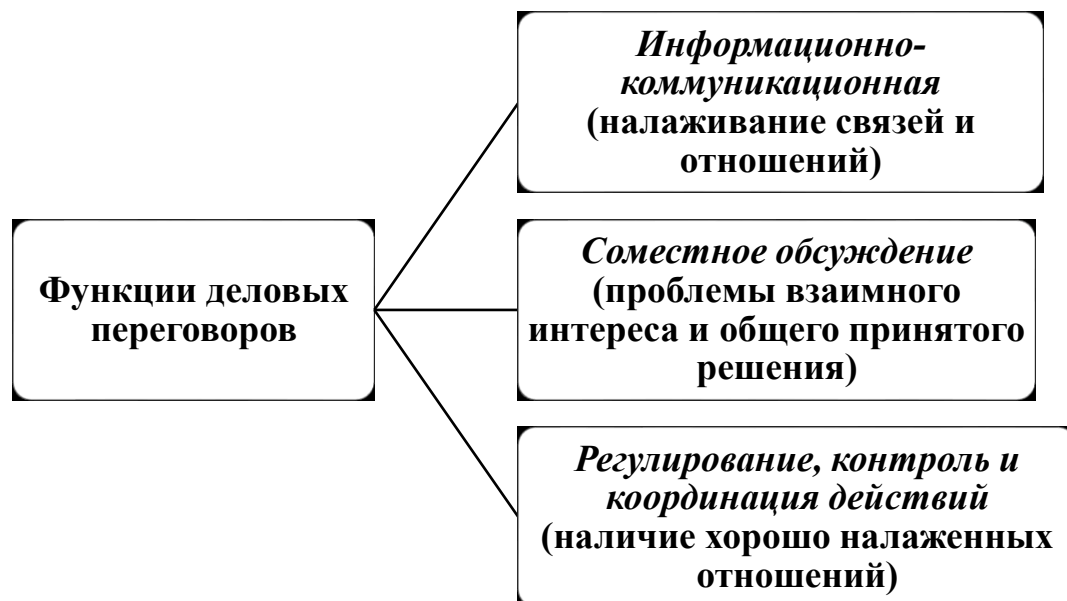 Информационно-
коммуникационная
(налаживание связей и
отношений)
Функции деловых
переговоров
Соместное обсуждение
(проблемы взаимного
интереса и общего принятого
решения)
Регулирование, контроль и
координация действий
(наличие хорошо налаженных
отношений)